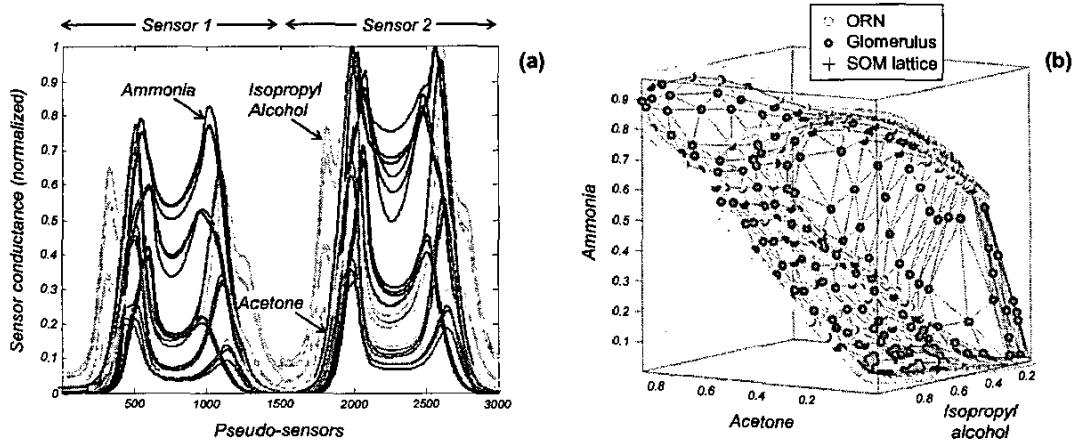 Sensor 1 Sensor 2
(a)
Sensor conductance (normalized)
1
0.9
0.8
0.7
0.6
0.5
0.4
0.3
0.2
0.1
0
Ammonia
Isopropyl
Alcohol
Acetone
500 1000 1500 2000 2500 3000
Pseudo-sensors
ORN
Glomerulus
SOM lattice
(b)
Ammonia
0.9
0.8
0.7
0.6
0.5
0.4
0.3
0.2
0.1
0.8 0.6 0.4 0.2
Acetone
0.8 0.6 0.4 0.2
Isopropyl
alcohol